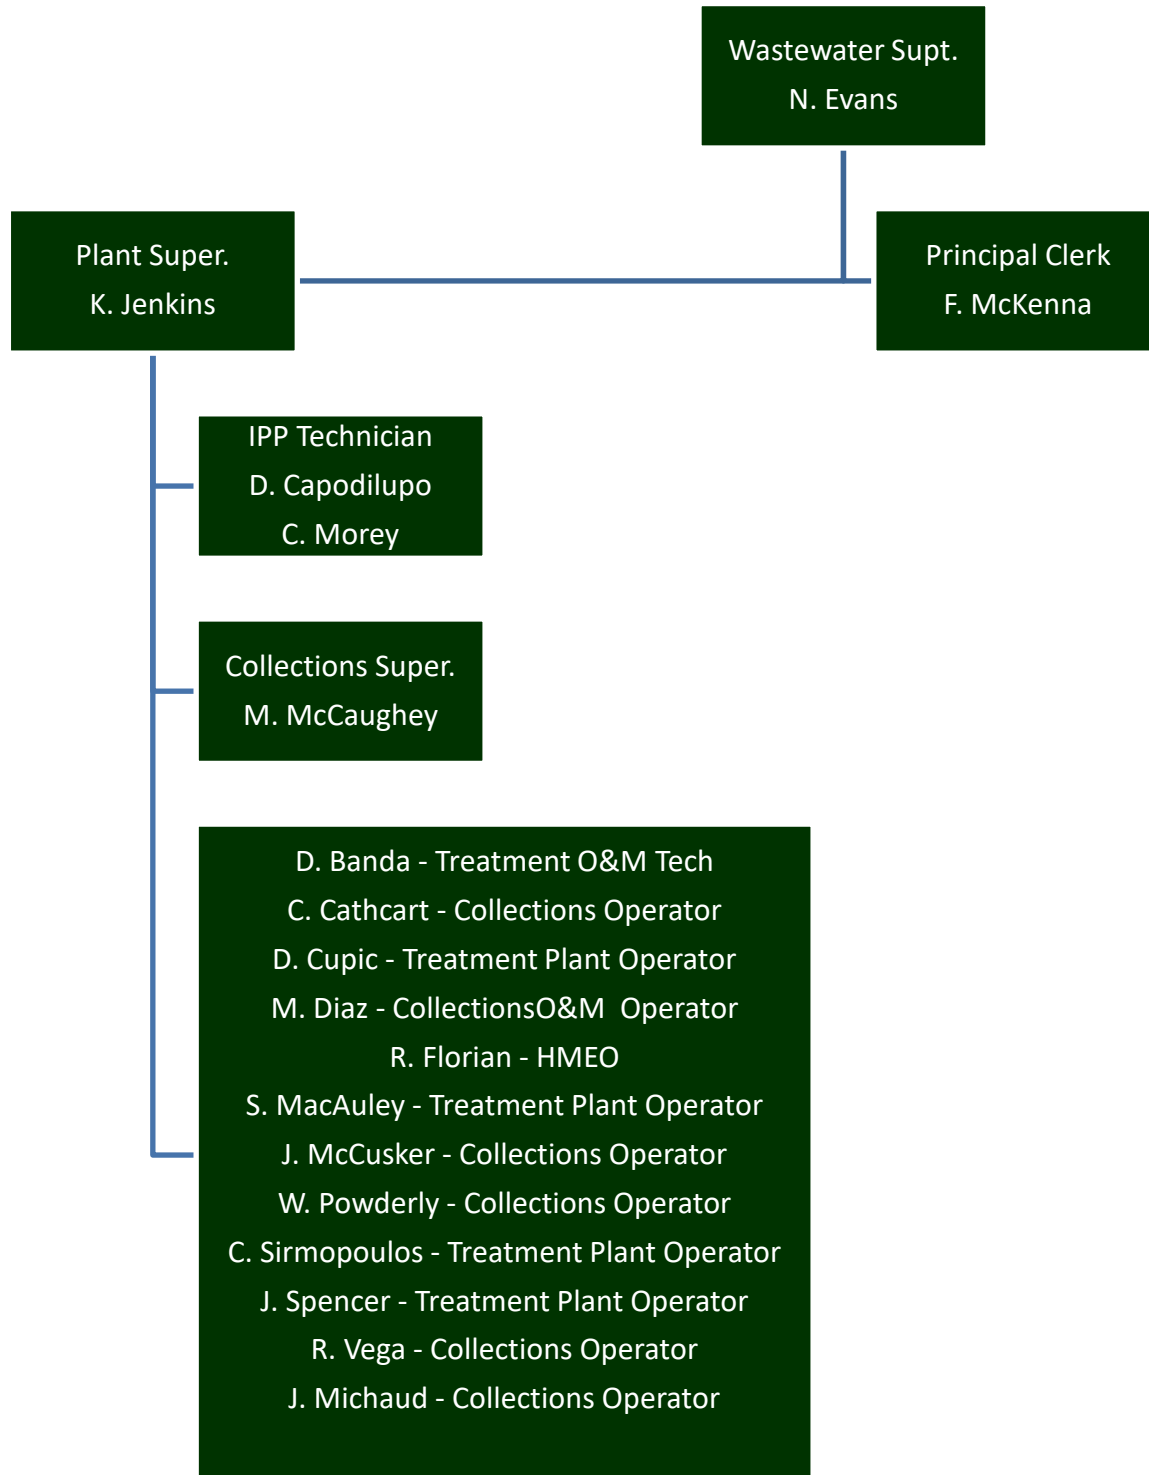 Wastewater Supt.
N. Evans
Plant Super.
K. Jenkins
Principal Clerk
F. McKenna
IPP Technician
D. Capodilupo
C. Morey
Collections Super.
M. McCaughey
D. Banda - Treatment O&M Tech
C. Cathcart - Collections Operator
D. Cupic - Treatment Plant Operator
M. Diaz - CollectionsO&M  Operator
R. Florian - HMEO
S. MacAuley - Treatment Plant Operator
J. McCusker - Collections Operator
W. Powderly - Collections Operator
C. Sirmopoulos - Treatment Plant Operator
J. Spencer - Treatment Plant Operator
R. Vega - Collections Operator
J. Michaud - Collections Operator